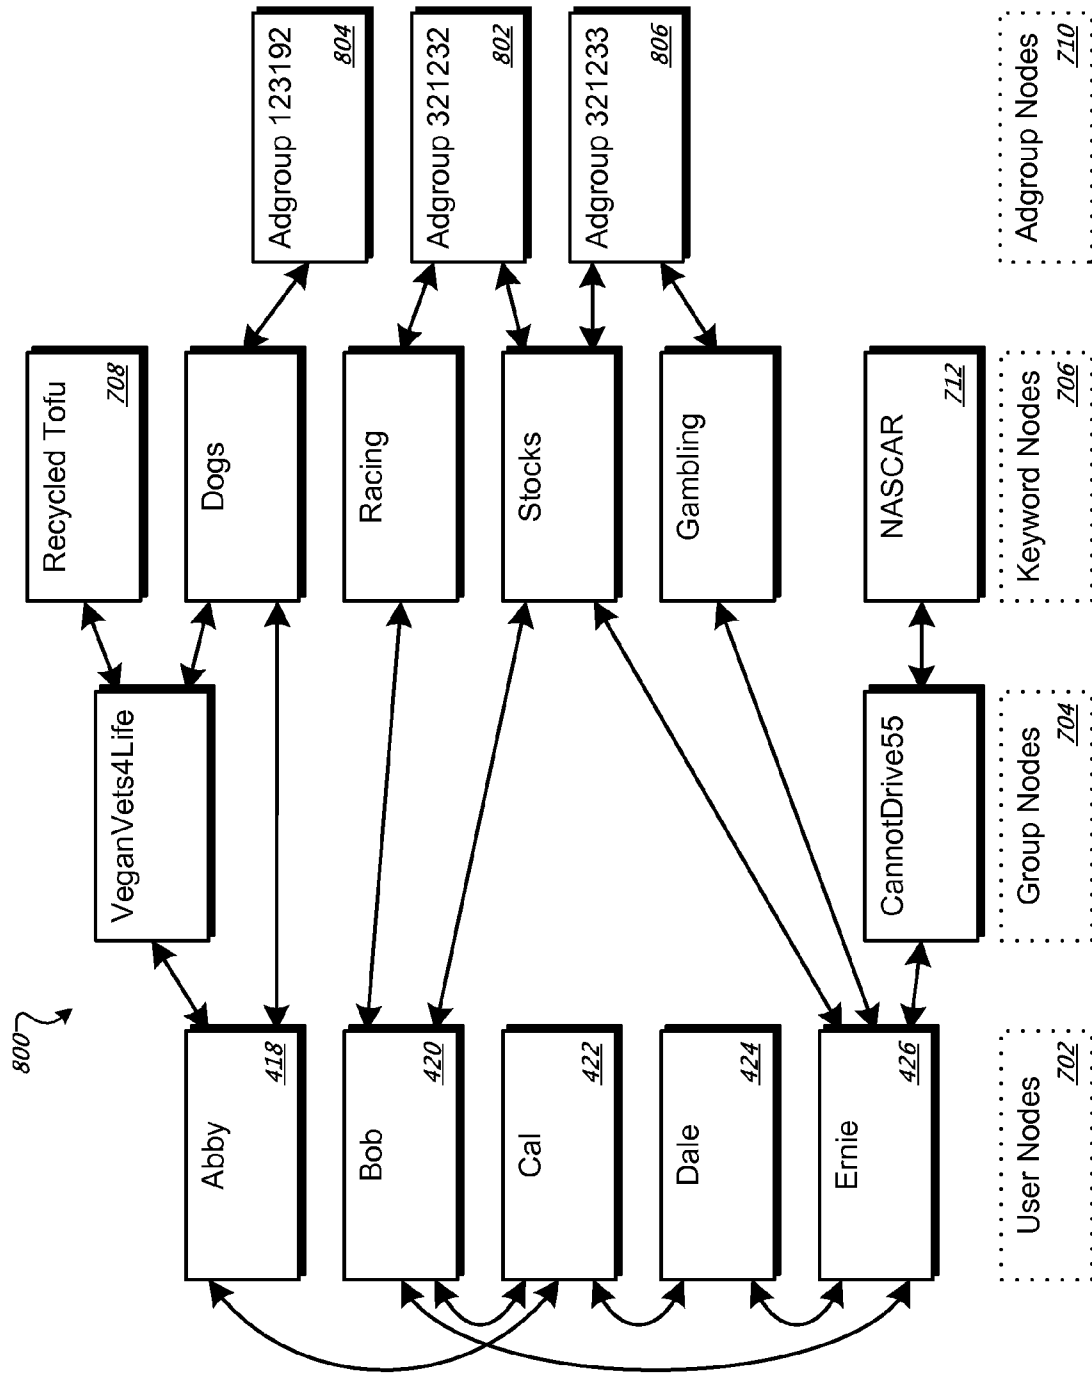 800
Abby
418
Bob
420
Cal
422
Dale
424
Ernie
426
User Nodes
702
VeganVets4Life
CannotDrive55
Group Nodes
704
Recycled Tofu
708
Dogs
Racing
Stocks
Gambling
NASCAR
712
Keyword Nodes
706
Adgroup 123192
804
Adgroup 321232
802
Adgroup 321233
806
Adgroup Nodes
710